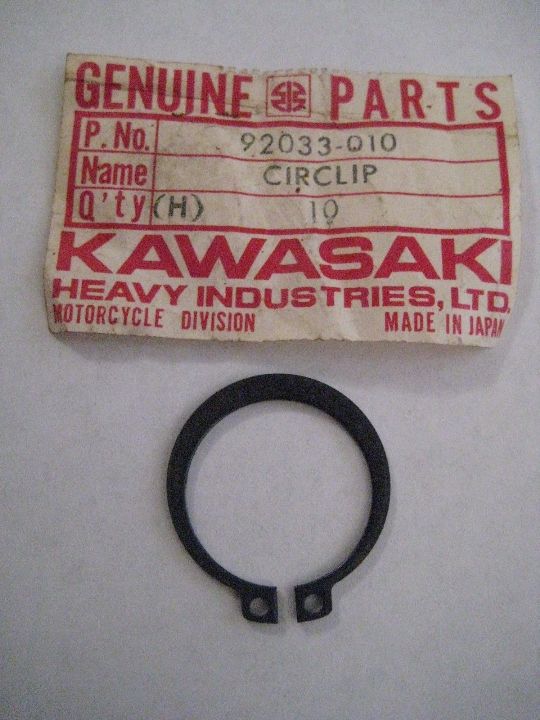 GENUINE PARTS
P. No. 92033-010
Name CIRCLIP
Q'ty (H) 10
KAWASAKI
HEAVY INDUSTRIES, LTD.
MOTORCYCLE DIVISION MADE IN JAPAN